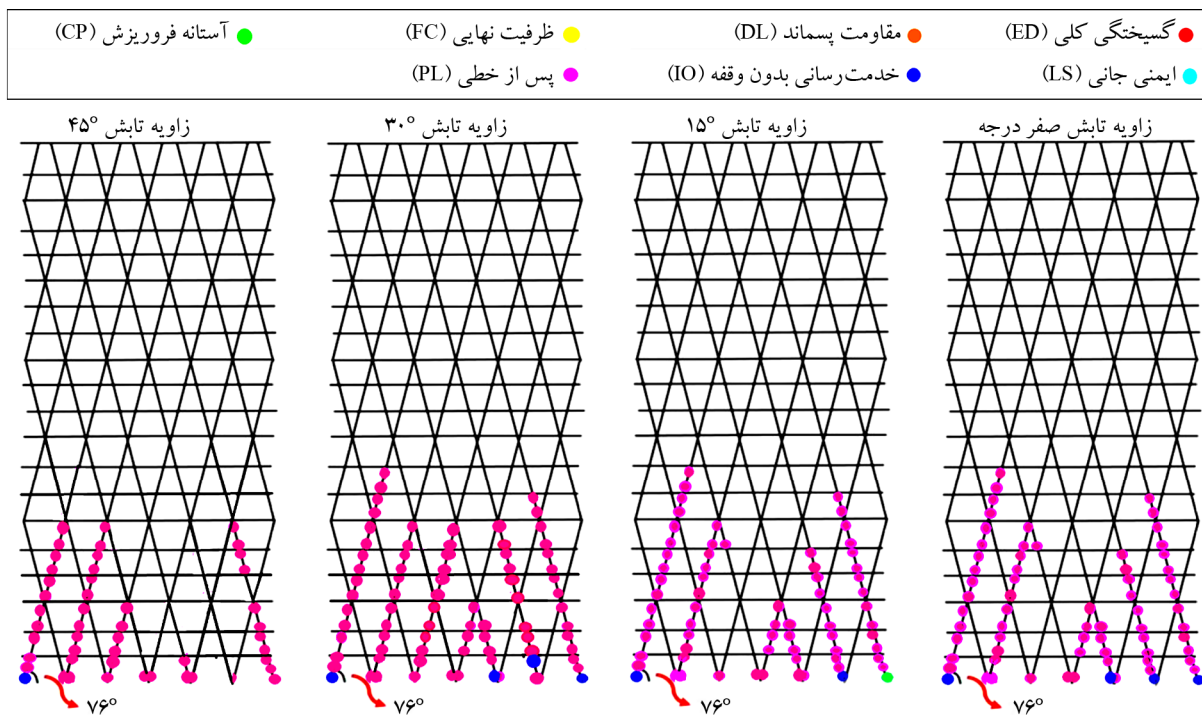 گسیختگی کلی (ED) مقاومت پسماند (DL) ظرفیت نهایی (FC) آستانه فروریزش (CP)
ایمنی جانی (LS) خدمت‌رسانی بدون وقفه (IO) پس از خطی (PL)
زاویه تابش صفر درجه
زاویه تابش ۱۵°
زاویه تابش ۳۰°
زاویه تابش ۴۵°
۷۶°
۷۶°
۷۶°
۷۶°